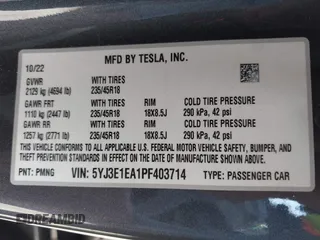 MFD BY TESLA, INC.
10/22
GVWR WITH TIRES
2129 kg (4694 lb) 235/45R18
GAWR FRT WITH TIRES RIM COLD TIRE PRESSURE
1110 kg (2447 lb) 235/45R18 18X8.5J 290 kPa, 42 psi
GAWR RR WITH TIRES RIM COLD TIRE PRESSURE
1257 kg (2771 lb) 235/45R18 18X8.5J 290 kPa, 42 psi
THIS VEHICLE CONFORMS TO ALL APPLICABLE
FEDERAL MOTOR VEHICLE SAFETY, BUMPER, AND
THEFT PREVENTION STANDARDS IN EFFECT ON THE
DATE OF MANUFACTURE SHOWN ABOVE.
PNT: PMNG VIN: 5YJ3E1EA1PF403714 TYPE: PASSENGER CAR
IDREAMBID